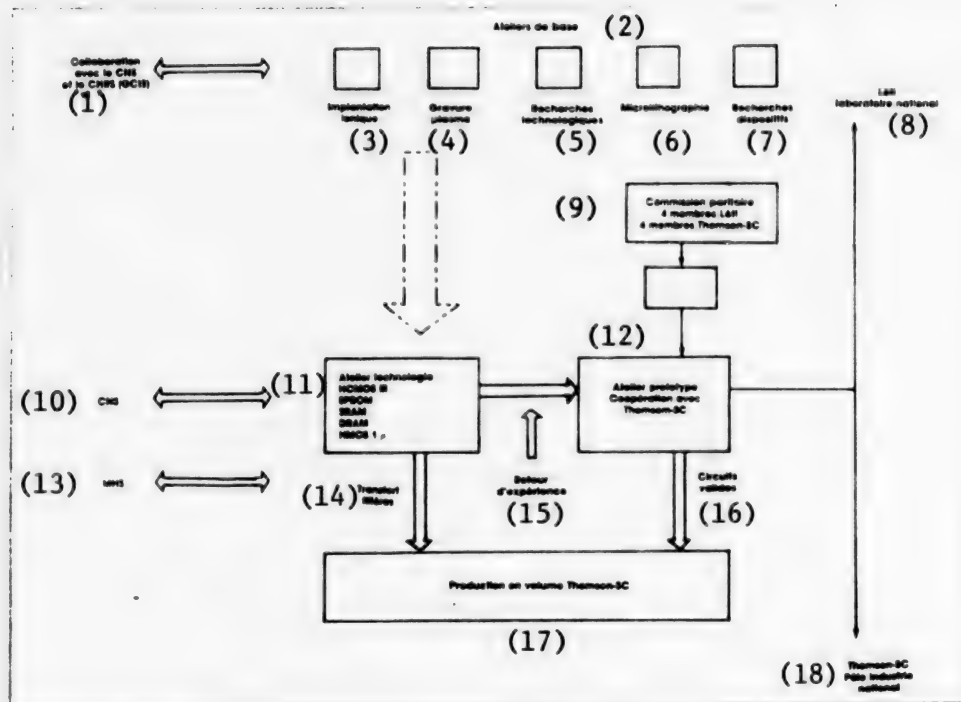 Ateliers de base (2)
Collaboration
avec le CNS
et le CNRS (GCIS)
(1)
Implantation
ionique
(3)
Gravure
plasma
(4)
Recherches
technologiques
(5)
Microlithographie
(6)
Recherches
dispositifs
(7)
Léti
laboratoire national
(8)
(9)
Commission paritaire
4 membres Léti
4 membres Thomson-SC
(10) CNS
(11)
Atelier technologie
HCMOS III
EPROM
SRAM
DRAM
HMOS 1 µ
(12)
Atelier prototype
Coopération avec
Thomson-SC
(13) MHS
(14) Transfert
filières
Retour
d'expérience
(15)
Circuits
validés
(16)
Production en volume Thomson-SC
(17)
(18) Thomson-SC
Pôle industrie
national